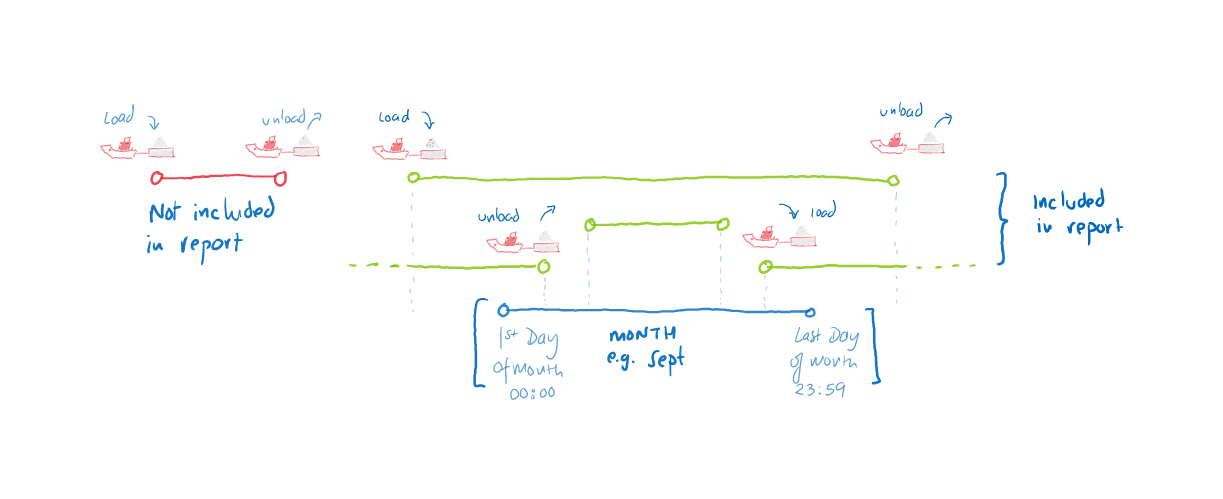 Load
unload
Load
unload
Not included
in report
unload
load
Included
in report
1st Day
of month
00:00
MONTH
e.g. Sept
Last Day
of month
23:59